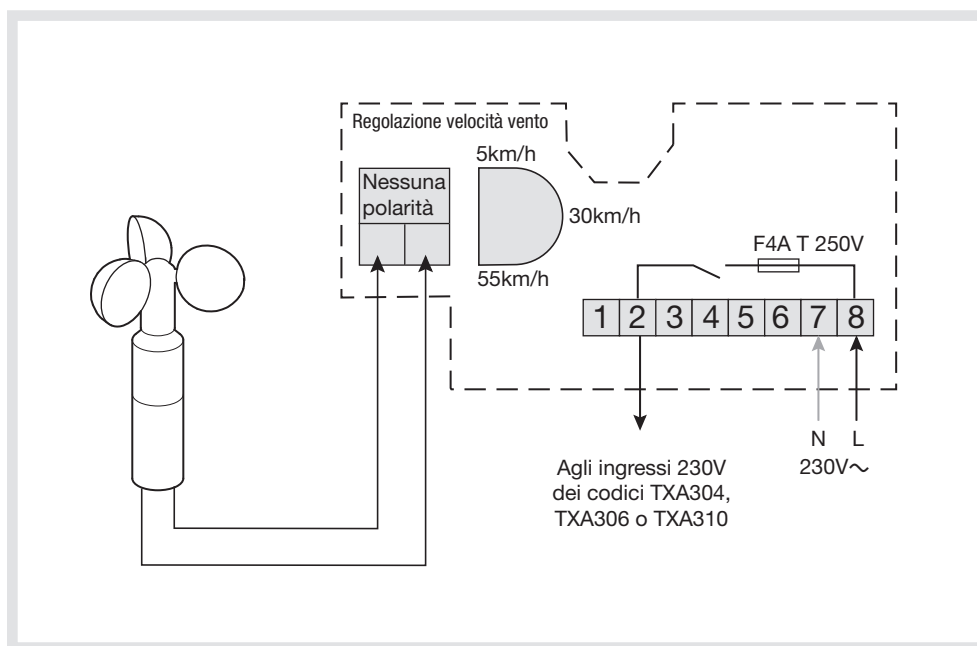 Regolazione velocità vento
Nessuna
polarità
5km/h
30km/h
55km/h
F4A T 250V
1 2 3 4 5 6 7 8
N L
230V~
Agli ingressi 230V
dei codici TXA304,
TXA306 o TXA310